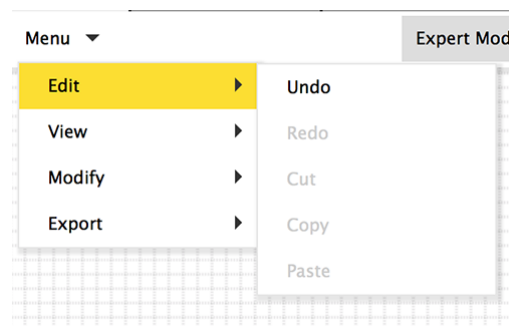 Menu
Expert Mod
Edit
View
Modify
Export
Undo
Redo
Cut
Copy
Paste